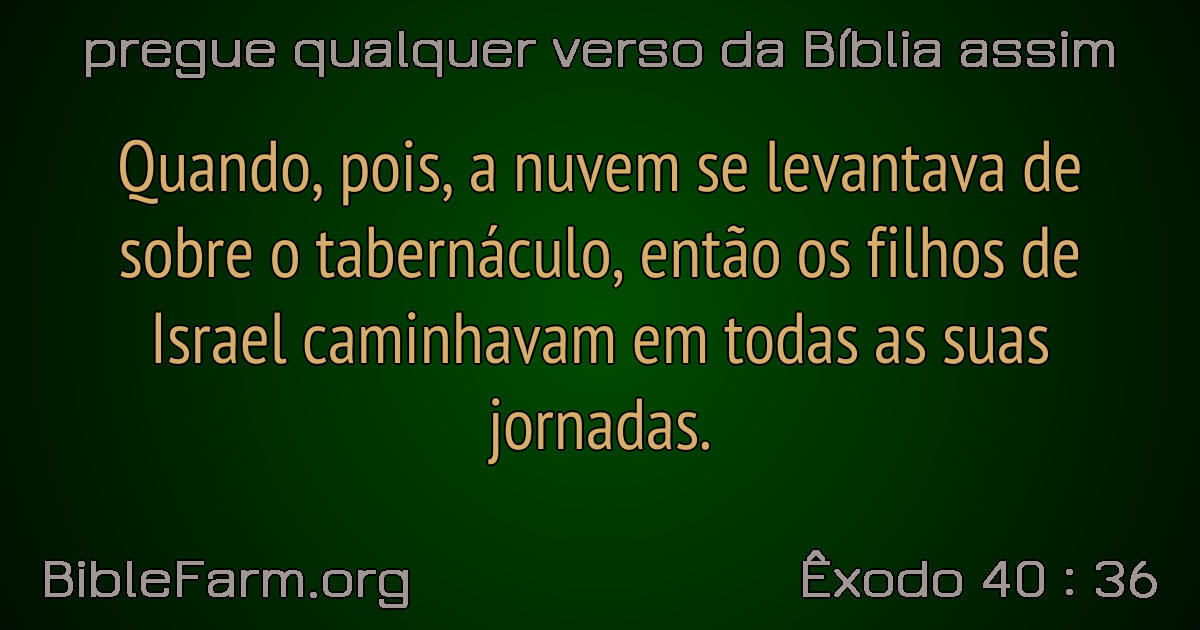 pregue qualquer verso da Bíblia assim
Quando, pois, a nuvem se levantava de
sobre o tabernáculo, então os filhos de
Israel caminhavam em todas as suas
jornadas.
BibleFarm.org
Êxodo 40 : 36